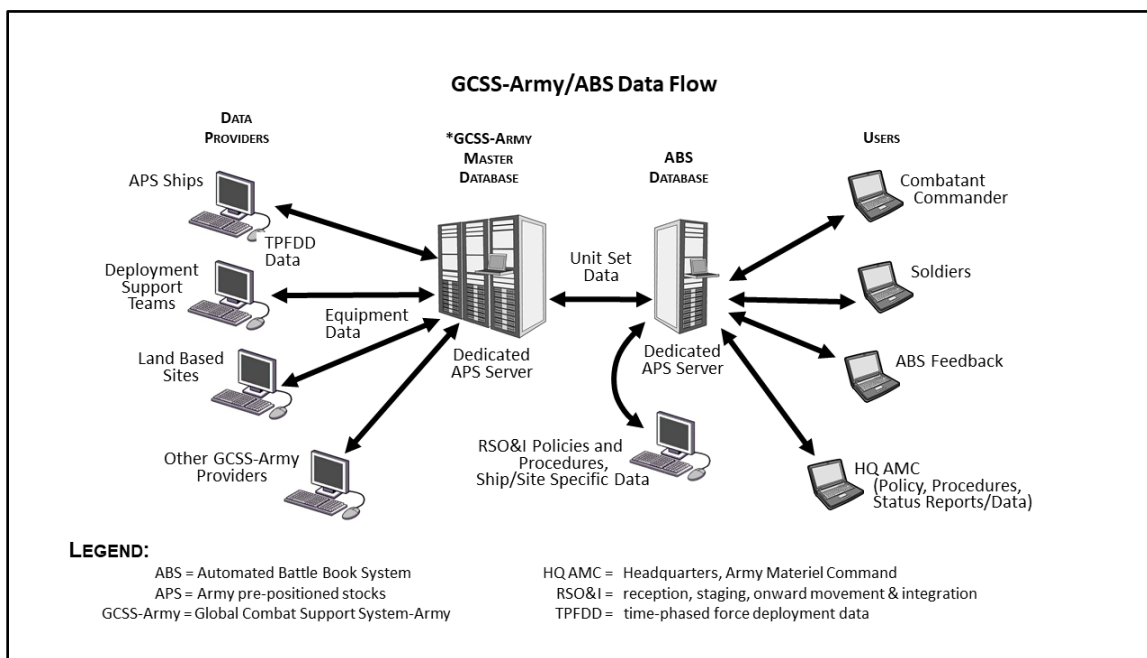 GCSS-Army/ABS Data Flow
DATA
PROVIDERS
*GCSS-ARMY
MASTER
DATABASE
ABS
DATABASE
USERS
APS Ships
TPFDD
Data
Deployment
Support
Teams
Equipment
Data
Land Based
Sites
Other GCSS-Army
Providers
Dedicated
APS Server
Unit Set
Data
Dedicated
APS Server
RSO&I Policies and
Procedures,
Ship/Site Specific Data
Combatant
Commander
Soldiers
ABS Feedback
HQ AMC
(Policy, Procedures,
Status Reports/Data)
LEGEND:
ABS = Automated Battle Book System
APS = Army pre-positioned stocks
GCSS-Army = Global Combat Support System-Army
HQ AMC = Headquarters, Army Materiel Command
RSO&I = reception, staging, onward movement & integration
TPFDD = time-phased force deployment data